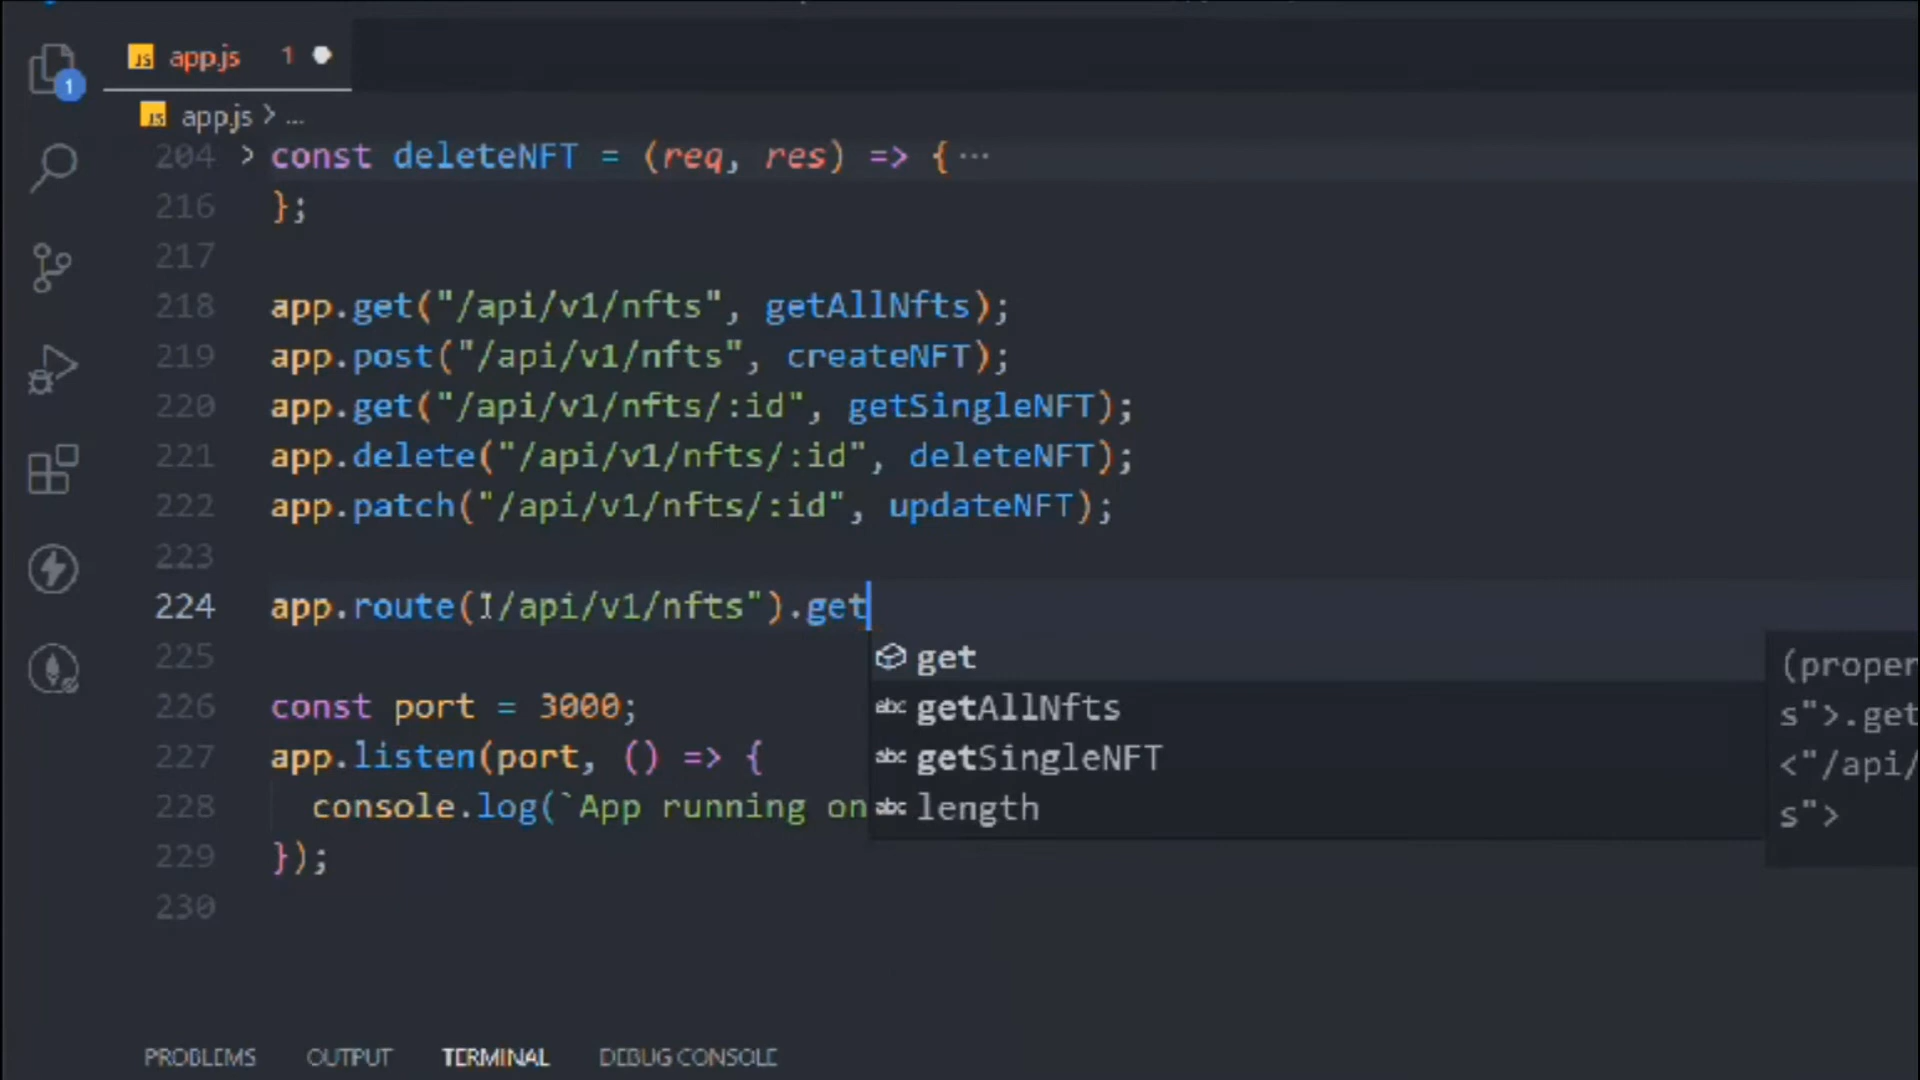 JS app.js 1
1
JS app.js > ...
204 > const deleteNFT = (req, res) => { ...
216 };
217
218 app.get("/api/v1/nfts", getAllNfts);
219 app.post("/api/v1/nfts", createNFT);
220 app.get("/api/v1/nfts/:id", getSingleNFT);
221 app.delete("/api/v1/nfts/:id", deleteNFT);
222 app.patch("/api/v1/nfts/:id", updateNFT);
223
224 app.route("/api/v1/nfts").get
get
(proper
225
getAllNfts
s">.get
226 const port = 3000;
getSingleNFT
<"/api/
227 app.listen(port, () => {
length
s">
228 console.log(`App running on
229 });
230
PROBLEMS OUTPUT TERMINAL DEBUG CONSOLE